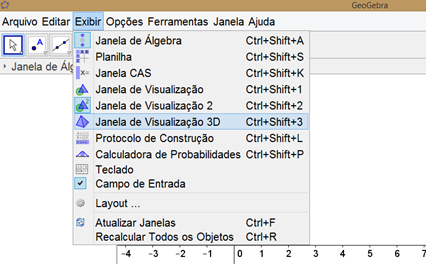 GeoGebra
Arquivo Editar Exibir Opções Ferramentas Janela Ajuda
A
Janela de Álg
Janela de Álgebra Ctrl+Shift+A
Planilha Ctrl+Shift+S
x= Janela CAS Ctrl+Shift+K
Janela de Visualização Ctrl+Shift+1
2 Janela de Visualização 2 Ctrl+Shift+2
Janela de Visualização 3D Ctrl+Shift+3
Protocolo de Construção Ctrl+Shift+L
Calculadora de Probabilidades Ctrl+Shift+P
Teclado
Campo de Entrada
Layout ...
Atualizar Janelas Ctrl+F
Recalcular Todos os Objetos Ctrl+R
-4 -3 -2 -1 0 1 2 3 4 5 6 7